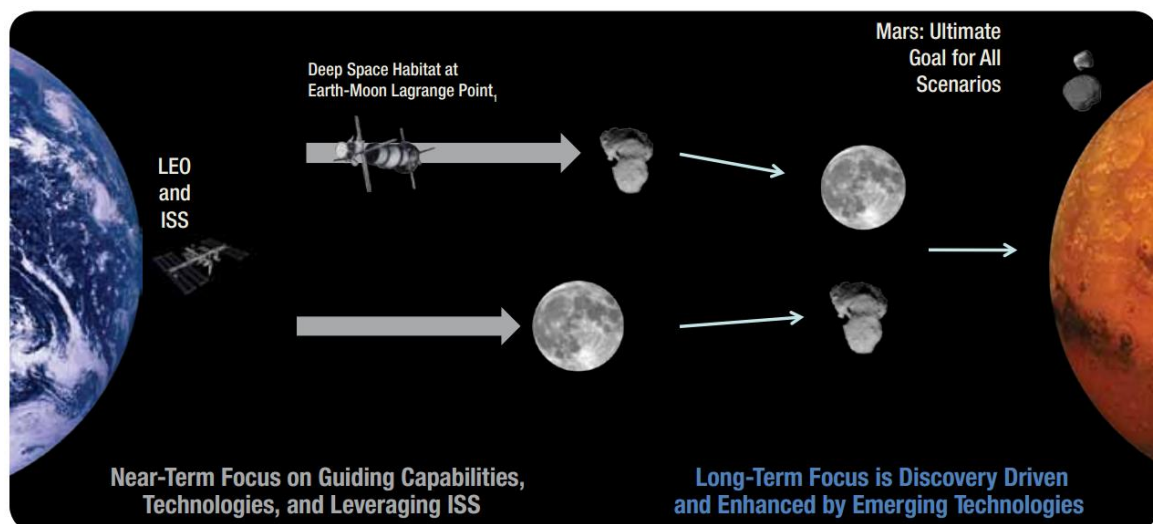 Mars: Ultimate
Goal for All
Scenarios
Deep Space Habitat at
Earth-Moon Lagrange Point1
LEO
and
ISS
Near-Term Focus on Guiding Capabilities,
Technologies, and Leveraging ISS
Long-Term Focus is Discovery Driven
and Enhanced by Emerging Technologies